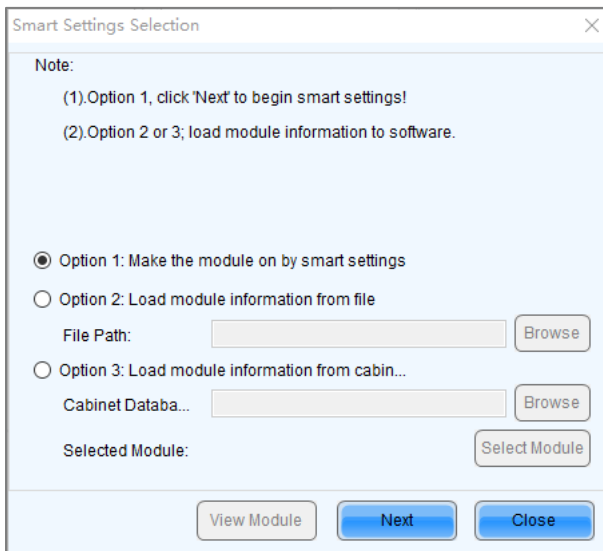 Smart Settings Selection
Note:
(1).Option 1, click 'Next' to begin smart settings!
(2).Option 2 or 3; load module information to software.
Option 1: Make the module on by smart settings
Option 2: Load module information from file
File Path: Browse
Option 3: Load module information from cabin...
Cabinet Databa... Browse
Selected Module: Select Module
View Module Next Close